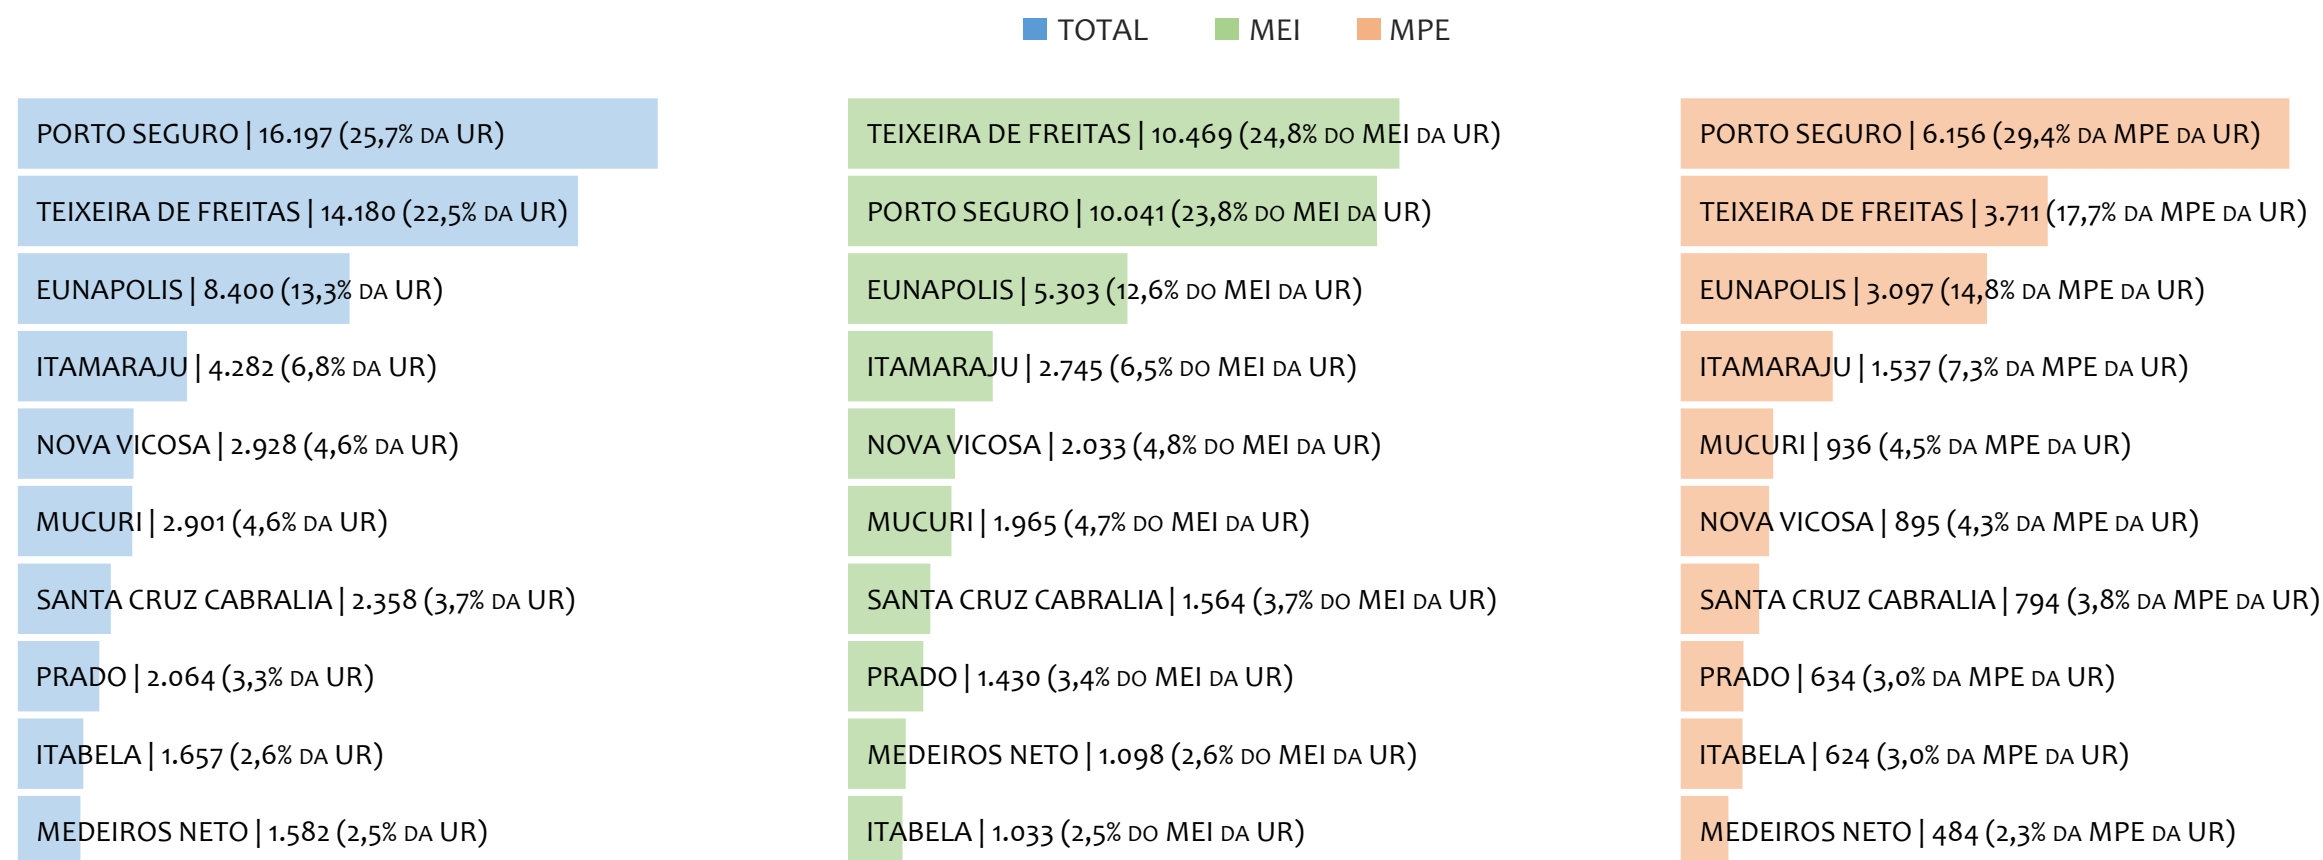 TOTAL MEI MPE
PORTO SEGURO | 16.197 (25,7% DA UR)
TEIXEIRA DE FREITAS | 14.180 (22,5% DA UR)
EUNAPOLIS | 8.400 (13,3% DA UR)
ITAMARAJU | 4.282 (6,8% DA UR)
NOVA VICOSA | 2.928 (4,6% DA UR)
MUCURI | 2.901 (4,6% DA UR)
SANTA CRUZ CABRALIA | 2.358 (3,7% DA UR)
PRADO | 2.064 (3,3% DA UR)
ITABELA | 1.657 (2,6% DA UR)
MEDEIROS NETO | 1.582 (2,5% DA UR)
TEIXEIRA DE FREITAS | 10.469 (24,8% DO MEI DA UR)
PORTO SEGURO | 10.041 (23,8% DO MEI DA UR)
EUNAPOLIS | 5.303 (12,6% DO MEI DA UR)
ITAMARAJU | 2.745 (6,5% DO MEI DA UR)
NOVA VICOSA | 2.033 (4,8% DO MEI DA UR)
MUCURI | 1.965 (4,7% DO MEI DA UR)
SANTA CRUZ CABRALIA | 1.564 (3,7% DO MEI DA UR)
PRADO | 1.430 (3,4% DO MEI DA UR)
MEDEIROS NETO | 1.098 (2,6% DO MEI DA UR)
ITABELA | 1.033 (2,5% DO MEI DA UR)
PORTO SEGURO | 6.156 (29,4% DA MPE DA UR)
TEIXEIRA DE FREITAS | 3.711 (17,7% DA MPE DA UR)
EUNAPOLIS | 3.097 (14,8% DA MPE DA UR)
ITAMARAJU | 1.537 (7,3% DA MPE DA UR)
MUCURI | 936 (4,5% DA MPE DA UR)
NOVA VICOSA | 895 (4,3% DA MPE DA UR)
SANTA CRUZ CABRALIA | 794 (3,8% DA MPE DA UR)
PRADO | 634 (3,0% DA MPE DA UR)
ITABELA | 624 (3,0% DA MPE DA UR)
MEDEIROS NETO | 484 (2,3% DA MPE DA UR)